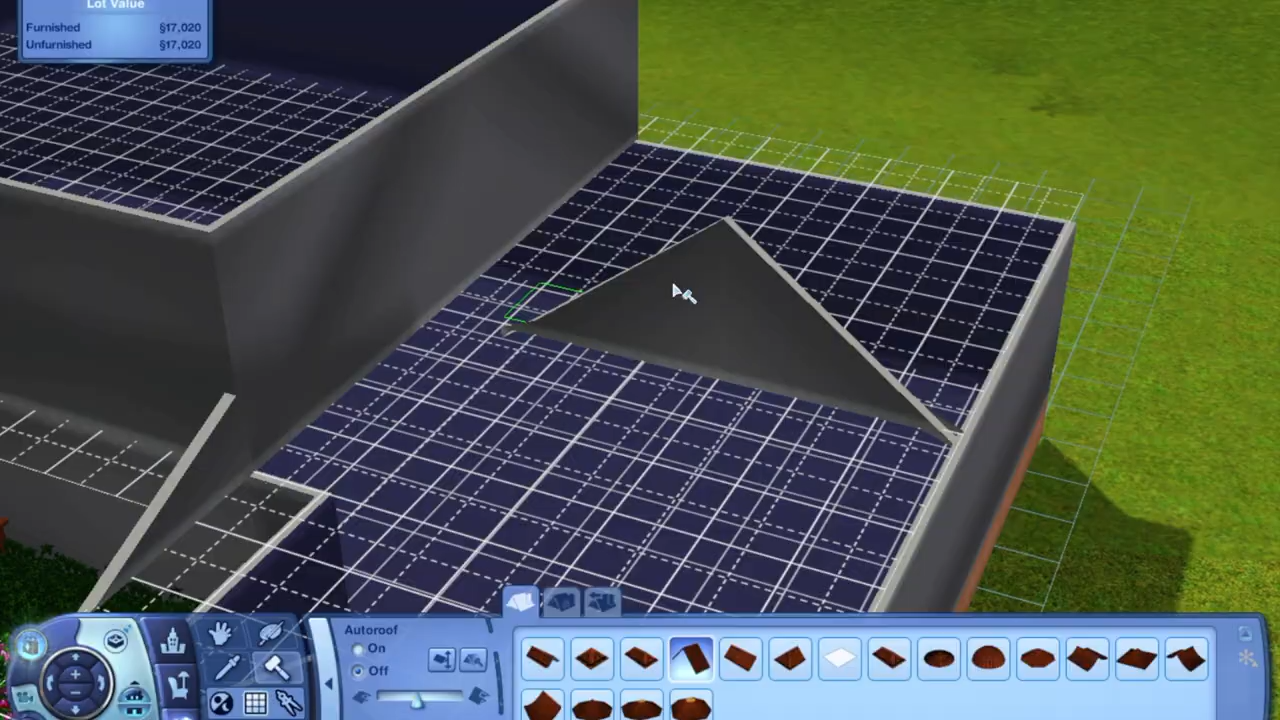 Lot Value
Furnished §17,020
Unfurnished §17,020
Autoroof
On
Off